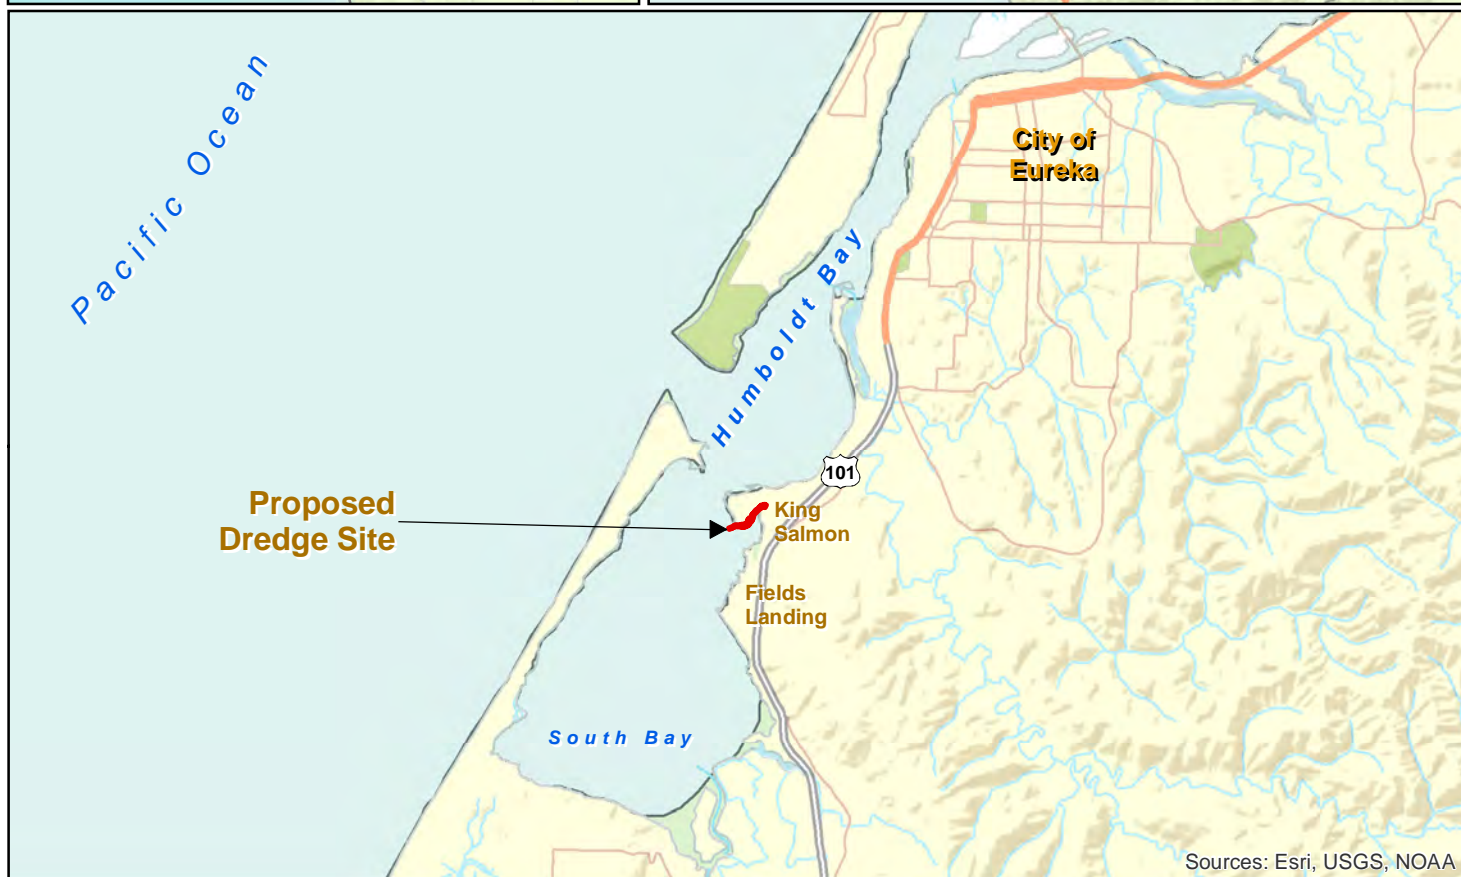 Pacific Ocean
City of
Eureka
Humboldt Bay
101
Proposed
Dredge Site
King
Salmon
Fields
Landing
South Bay
Sources: Esri, USGS, NOAA